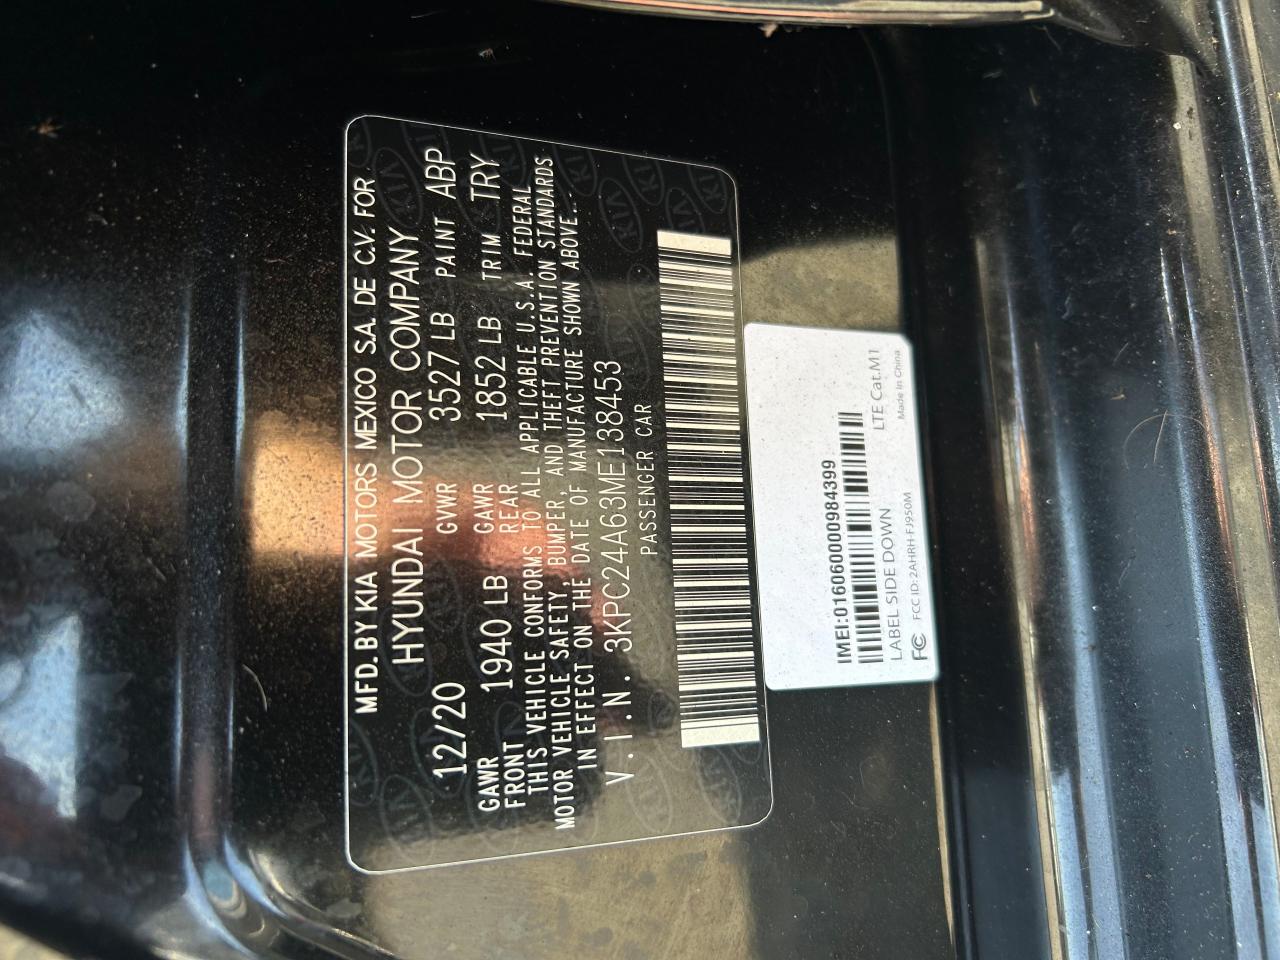 MFD. BY KIA MOTORS MEXICO S.A. DE C.V. FOR
HYUNDAI MOTOR COMPANY
12/20 GVWR 3527 LB PAINT ABP
GAWR FRONT 1940 LB GAWR REAR 1852 LB TRIM TRY
THIS VEHICLE CONFORMS TO ALL APPLICABLE U.S.A. FEDERAL
MOTOR VEHICLE SAFETY, BUMPER, AND THEFT PREVENTION STANDARDS
IN EFFECT ON THE DATE OF MANUFACTURE SHOWN ABOVE.
V.I.N. 3KPC24A63ME138453
PASSENGER CAR
IMEI:016060000984399
LABEL SIDE DOWN LTE Cat.M1
FC FCC ID: 2AHRH-FJ950M Made In China